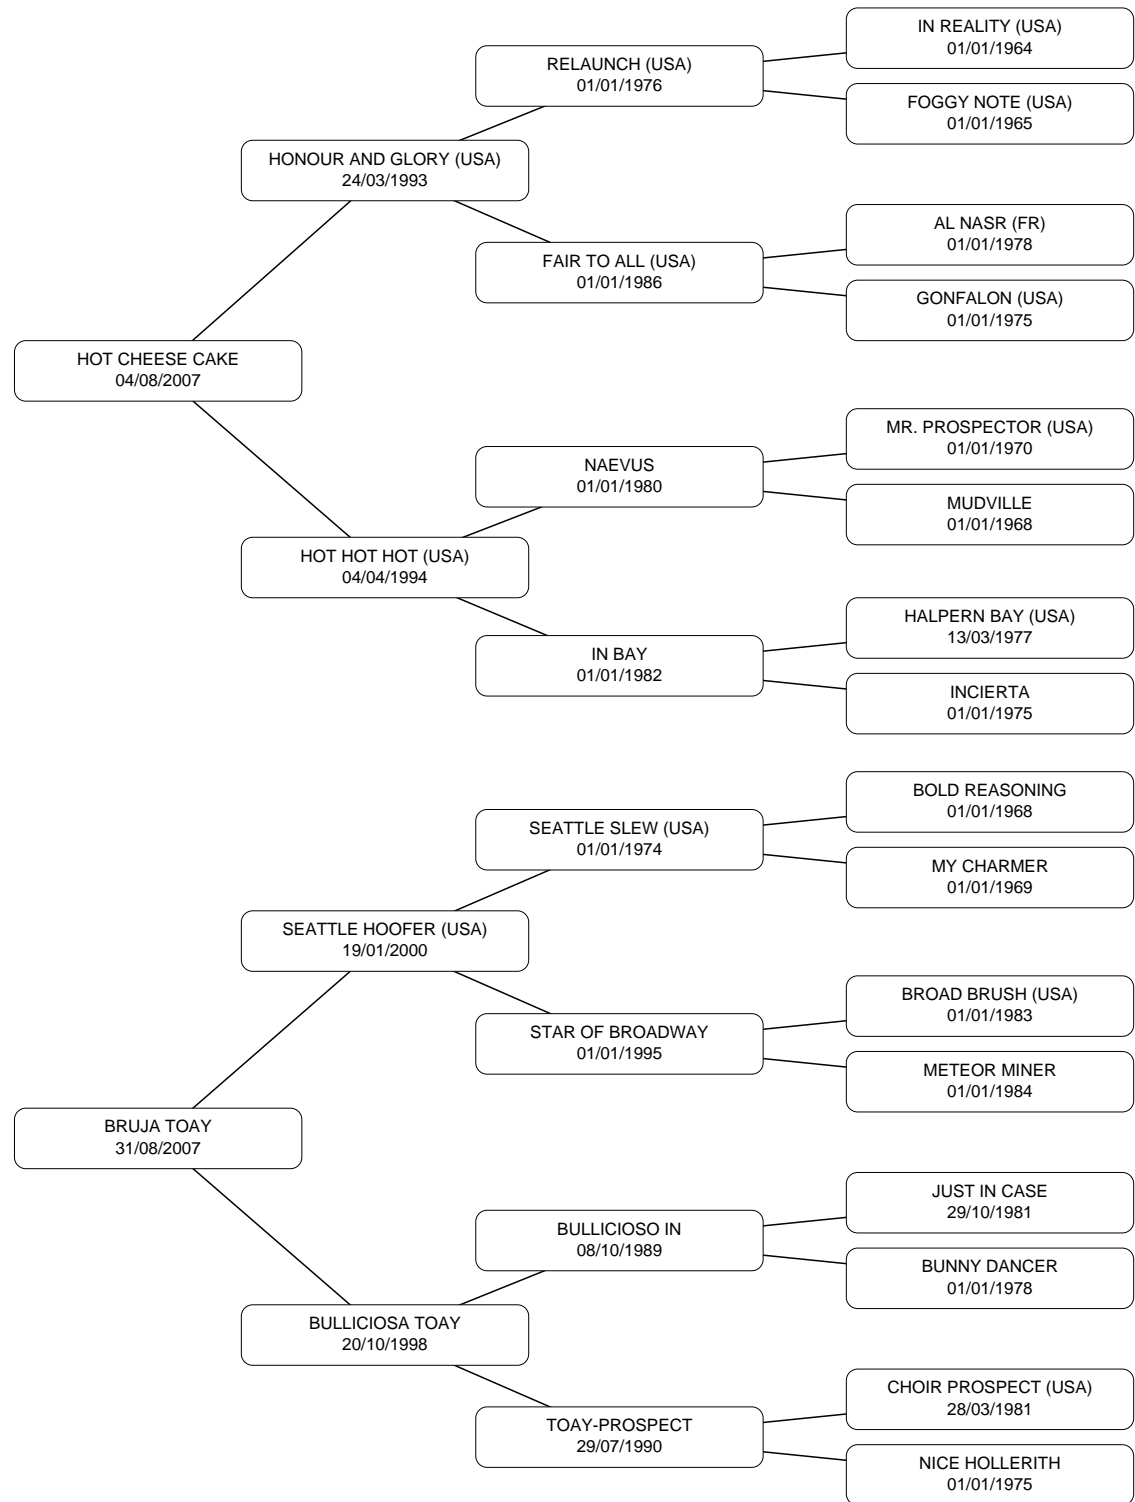 IN REALITY (USA)
01/01/1964
RELAUNCH (USA)
01/01/1976
FOGGY NOTE (USA)
01/01/1965
HONOUR AND GLORY (USA)
24/03/1993
AL NASR (FR)
01/01/1978
FAIR TO ALL (USA)
01/01/1986
GONFALON (USA)
01/01/1975
HOT CHEESE CAKE
04/08/2007
MR. PROSPECTOR (USA)
01/01/1970
NAEVUS
01/01/1980
MUDVILLE
01/01/1968
HOT HOT HOT (USA)
04/04/1994
HALPERN BAY (USA)
13/03/1977
IN BAY
01/01/1982
INCIERTA
01/01/1975
BOLD REASONING
01/01/1968
SEATTLE SLEW (USA)
01/01/1974
MY CHARMER
01/01/1969
SEATTLE HOOFER (USA)
19/01/2000
BROAD BRUSH (USA)
01/01/1983
STAR OF BROADWAY
01/01/1995
METEOR MINER
01/01/1984
BRUJA TOAY
31/08/2007
JUST IN CASE
29/10/1981
BULLICIOSO IN
08/10/1989
BUNNY DANCER
01/01/1978
BULLICIOSA TOAY
20/10/1998
CHOIR PROSPECT (USA)
28/03/1981
TOAY-PROSPECT
29/07/1990
NICE HOLLERITH
01/01/1975